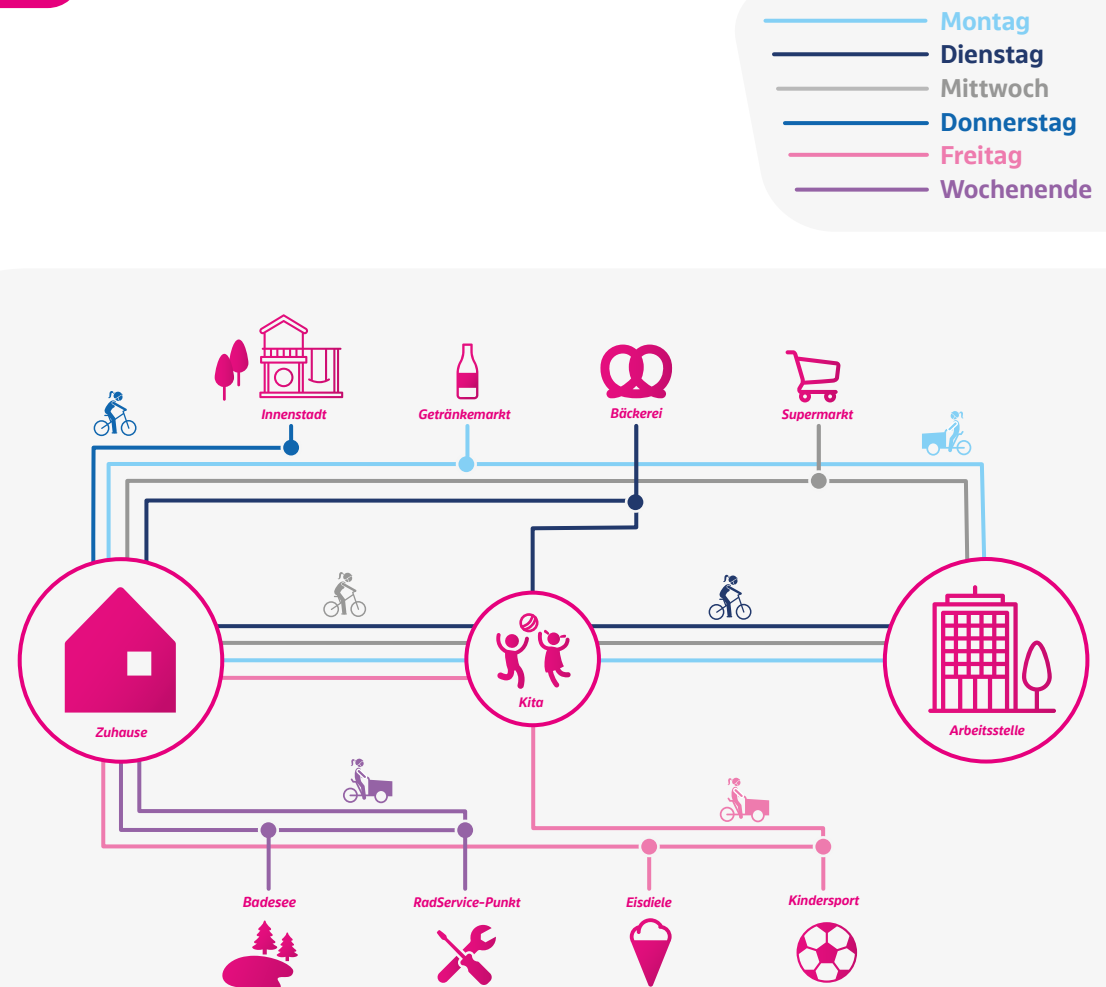 Montag
Dienstag
Mittwoch
Donnerstag
Freitag
Wochenende
Innenstadt
Getränkemarkt
Bäckerei
Supermarkt
Zuhause
Kita
Arbeitsstelle
Badesee
RadService-Punkt
Eisdiele
Kindersport